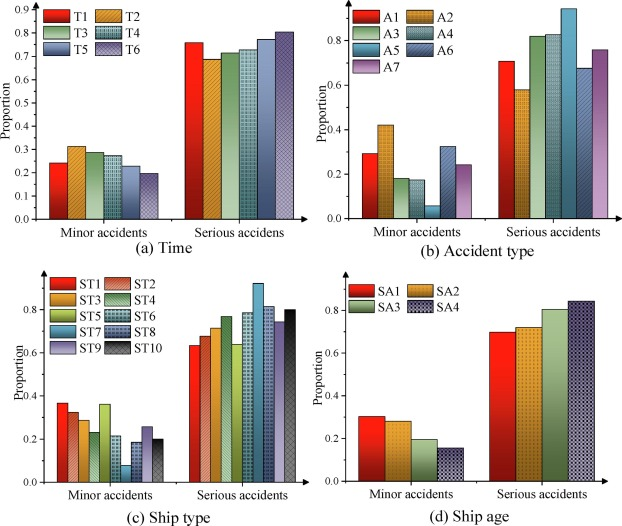 0.9
0.8
0.7
0.6
0.5
0.4
0.3
0.2
0.1
0.0
Proportion
T1 T2
T3 T4
T5 T6
Minor accidents Serious accidens
(a) Time
0.8
0.6
0.4
0.2
0.0
Proportion
A1 A2
A3 A4
A5 A6
A7
Minor accidents Serious accidents
(b) Accident type
0.8
0.6
0.4
0.2
0.0
Proportion
ST1 ST2
ST3 ST4
ST5 ST6
ST7 ST8
ST9 ST10
Minor accidents Serious accidents
(c) Ship type
0.8
0.6
0.4
0.2
0.0
Proportion
SA1 SA2
SA3 SA4
Minor accidents Serious accidents
(d) Ship age